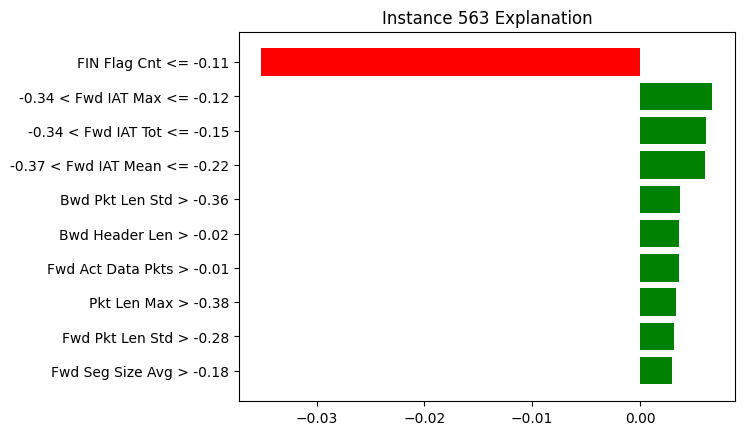 Instance 563 Explanation
FIN Flag Cnt <= -0.11
-0.34 < Fwd IAT Max <= -0.12
-0.34 < Fwd IAT Tot <= -0.15
-0.37 < Fwd IAT Mean <= -0.22
Bwd Pkt Len Std > -0.36
Bwd Header Len > -0.02
Fwd Act Data Pkts > -0.01
Pkt Len Max > -0.38
Fwd Pkt Len Std > -0.28
Fwd Seg Size Avg > -0.18
−0.03 −0.02 −0.01 0.00